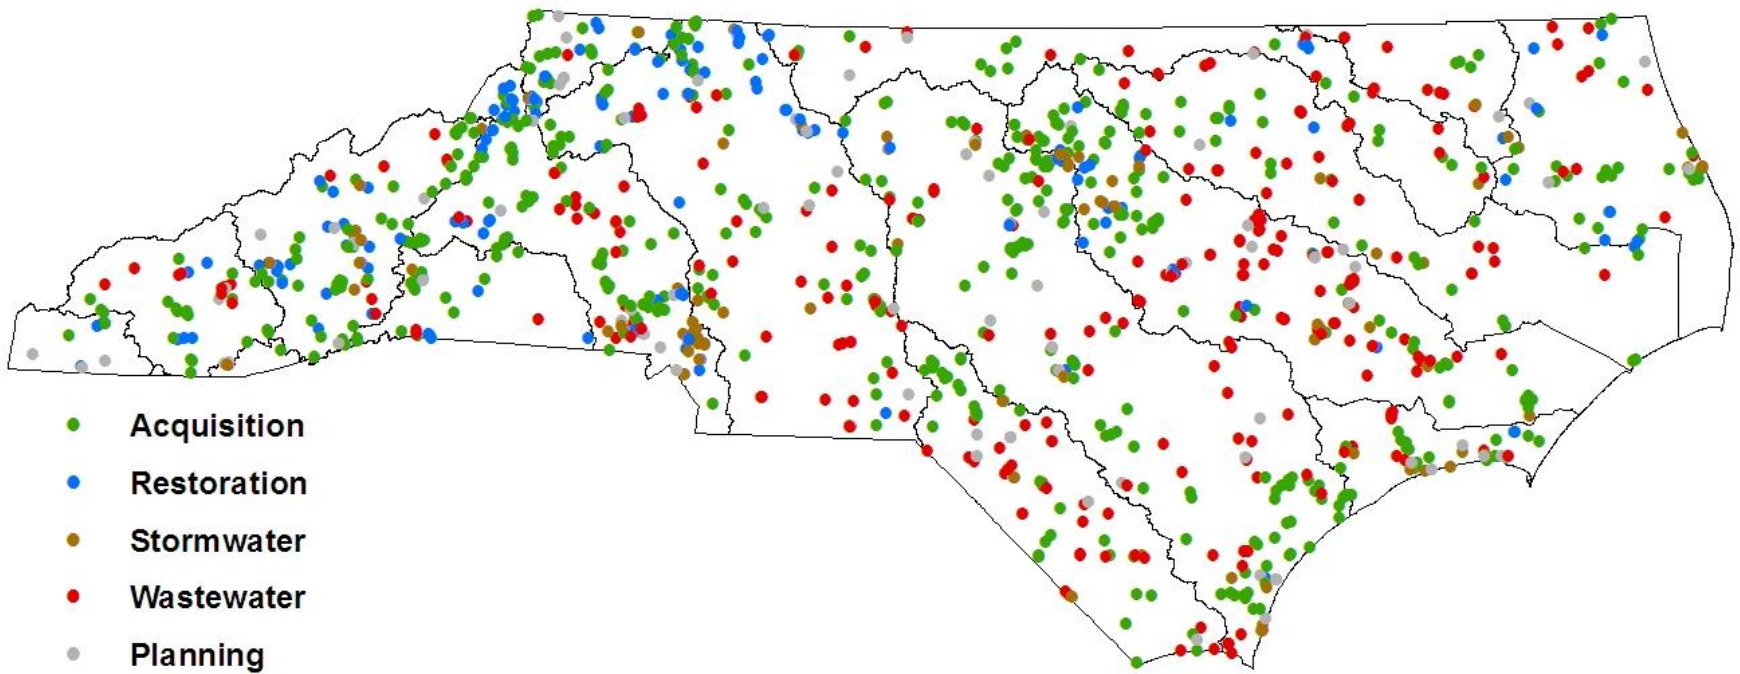 Acquisition
Restoration
Stormwater
Wastewater
Planning